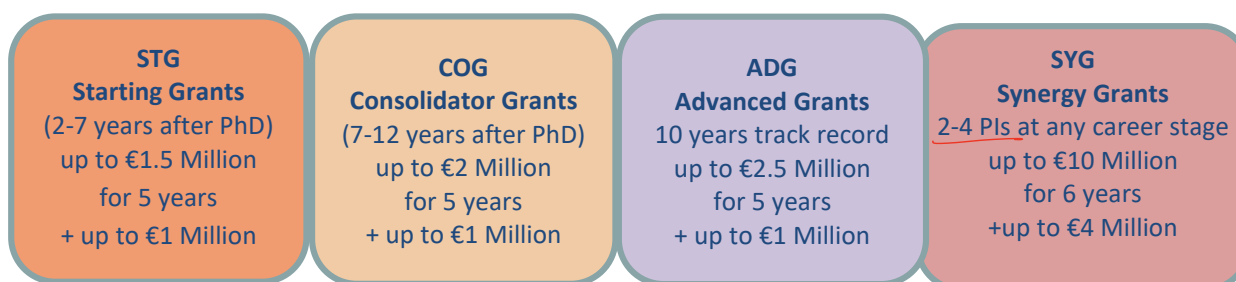 STG
Starting Grants
(2-7 years after PhD)
up to €1.5 Million
for 5 years
+ up to €1 Million
COG
Consolidator Grants
(7-12 years after PhD)
up to €2 Million
for 5 years
+ up to €1 Million
ADG
Advanced Grants
10 years track record
up to €2.5 Million
for 5 years
+ up to €1 Million
SYG
Synergy Grants
2-4 PIs at any career stage
up to €10 Million
for 6 years
+up to €4 Million